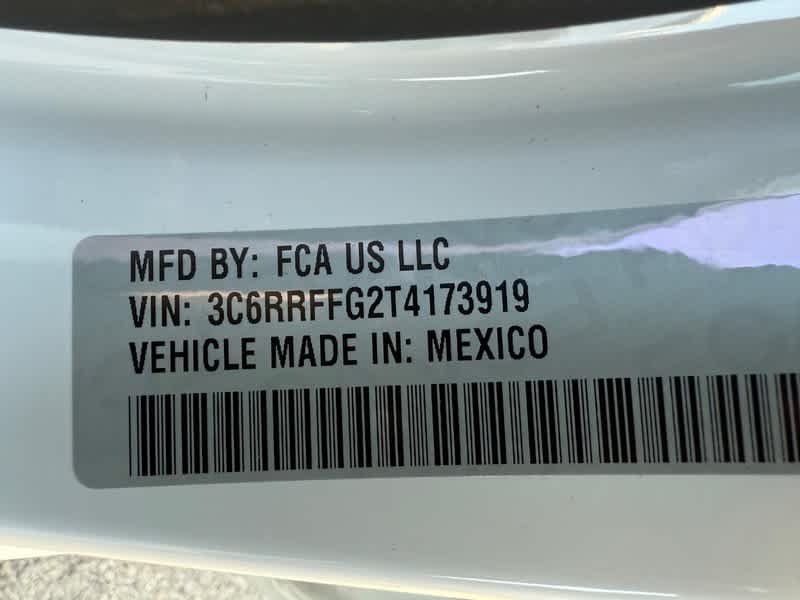 MFD BY: FCA US LLC
VIN: 3C6RRFFG2T4173919
VEHICLE MADE IN: MEXICO